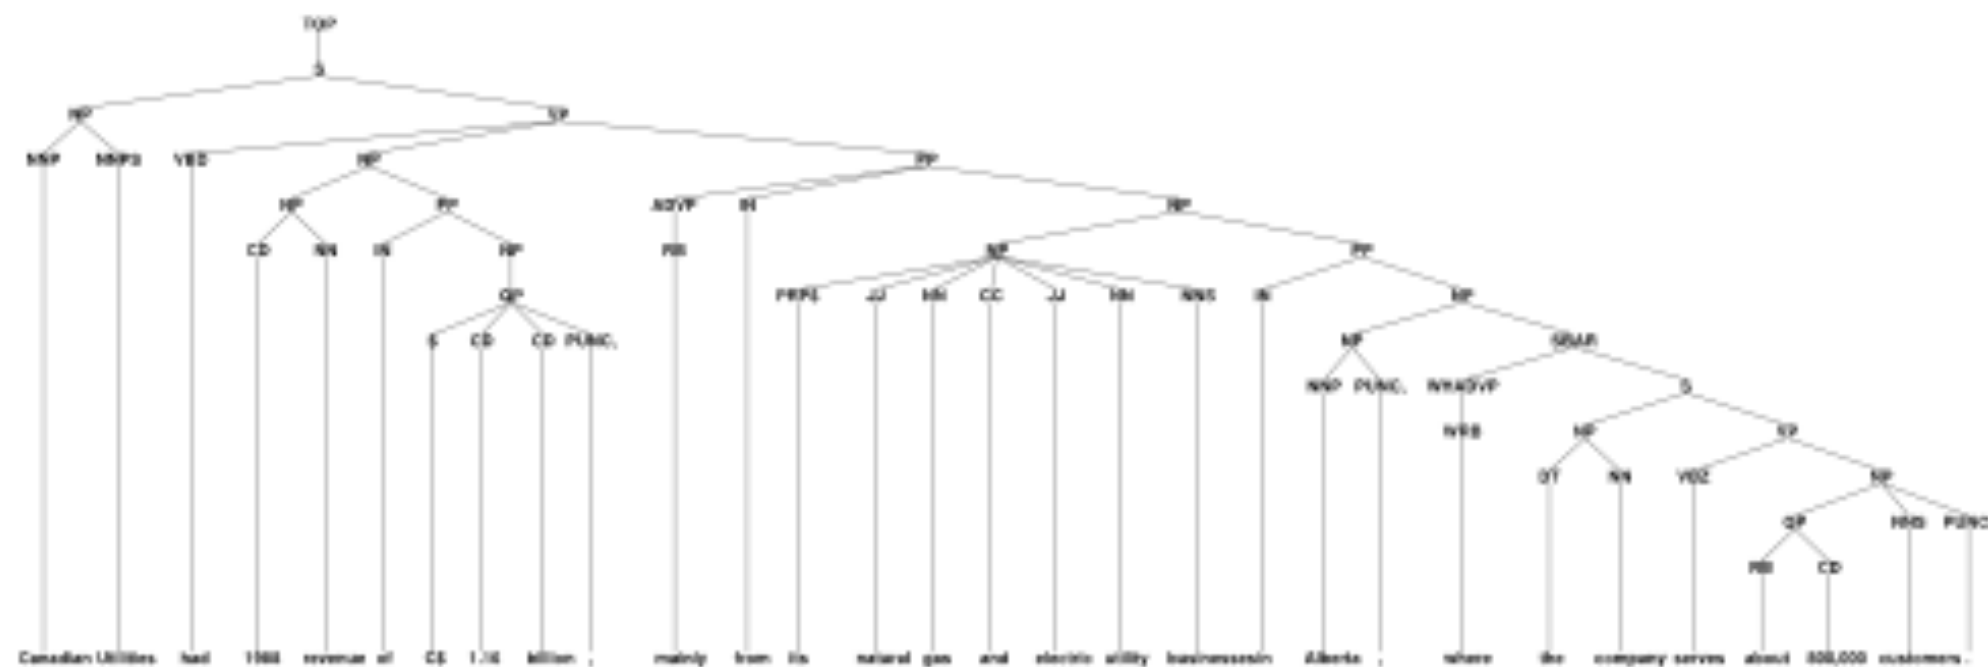 TOP
S
NP VP
NNP NNPS VBD NP PP
NP PP ADVP IN NP
CD NN IN NP RB NP PP
QP PRP$ JJ NN CC JJ NN NNS IN NP
$ CD CD PUNC, NP SBAR
NNP PUNC, WHADVP S
WRB NP VP
DT NN VBZ NP
QP NNS PUNC
RB CD
Canadian Utilities had 1988 revenue of C$ 1.16 billion , mainly from its natural gas and electric utility businesses in Alberta , where the company serves about 800,000 customers .